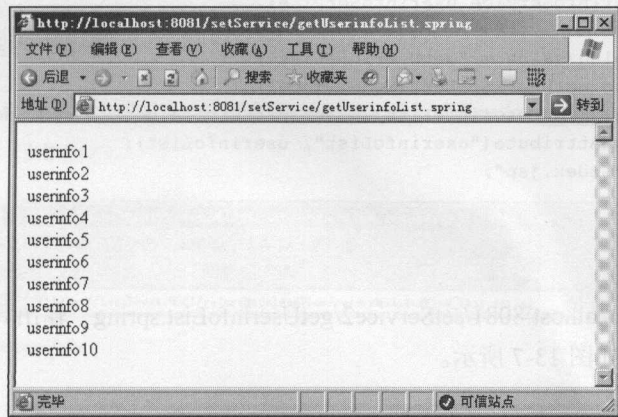 http://localhost:8081/setService/getUserinfoList.spring
文件(F) 编辑(E) 查看(V) 收藏(A) 工具(T) 帮助(H)
后退 搜索 收藏夹
地址(D) http://localhost:8081/setService/getUserinfoList.spring 转到
userinfo1
userinfo2
userinfo3
userinfo4
userinfo5
userinfo6
userinfo7
userinfo8
userinfo9
userinfo10
完毕 可信站点